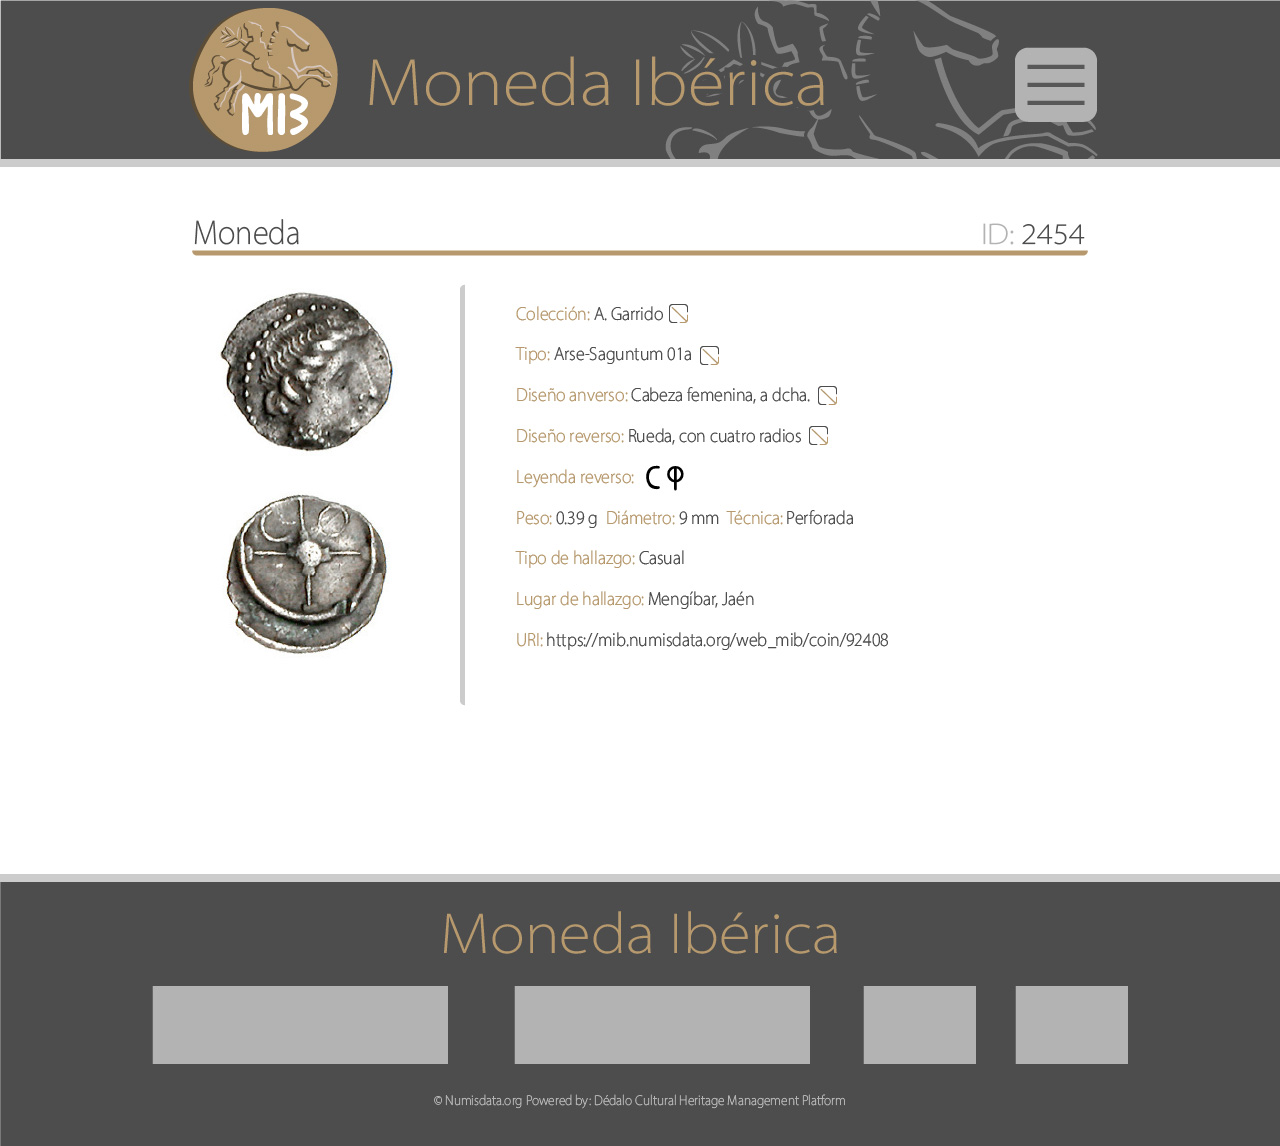 MIB
Moneda Ibérica
Moneda
ID: 2454
Colección: A. Garrido
Tipo: Arse-Saguntum 01a
Diseño anverso: Cabeza femenina, a dcha.
Diseño reverso: Rueda, con cuatro radios
Leyenda reverso:
Peso: 0.39 g Diámetro: 9 mm Técnica: Perforada
Tipo de hallazgo: Casual
Lugar de hallazgo: Mengíbar, Jaén
URI: https://mib.numisdata.org/web_mib/coin/92408
Moneda Ibérica
© Numisdata.org Powered by: Dédalo Cultural Heritage Management Platform